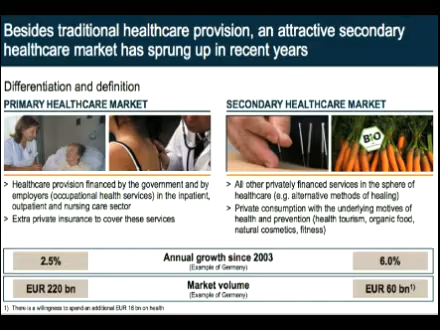 Besides traditional healthcare provision, an attractive secondary
healthcare market has sprung up in recent years
Differentiation and definition
PRIMARY HEALTHCARE MARKET
SECONDARY HEALTHCARE MARKET
BIO
> Healthcare provision financed by the government and by
employers (occupational health services) in the inpatient,
outpatient and nursing care sector
> Extra private insurance to cover these services
> All other privately financed services in the sphere of
healthcare (e.g. alternative methods of healing)
> Private consumption with the underlying motives of
health and prevention (health tourism, organic food,
natural cosmetics, fitness)
2.5%
Annual growth since 2003
(Example of Germany)
6.0%
EUR 220 bn
Market volume
(Example of Germany)
EUR 60 bn1)
1) There is a willingness to spend an additional EUR 16 bn on health